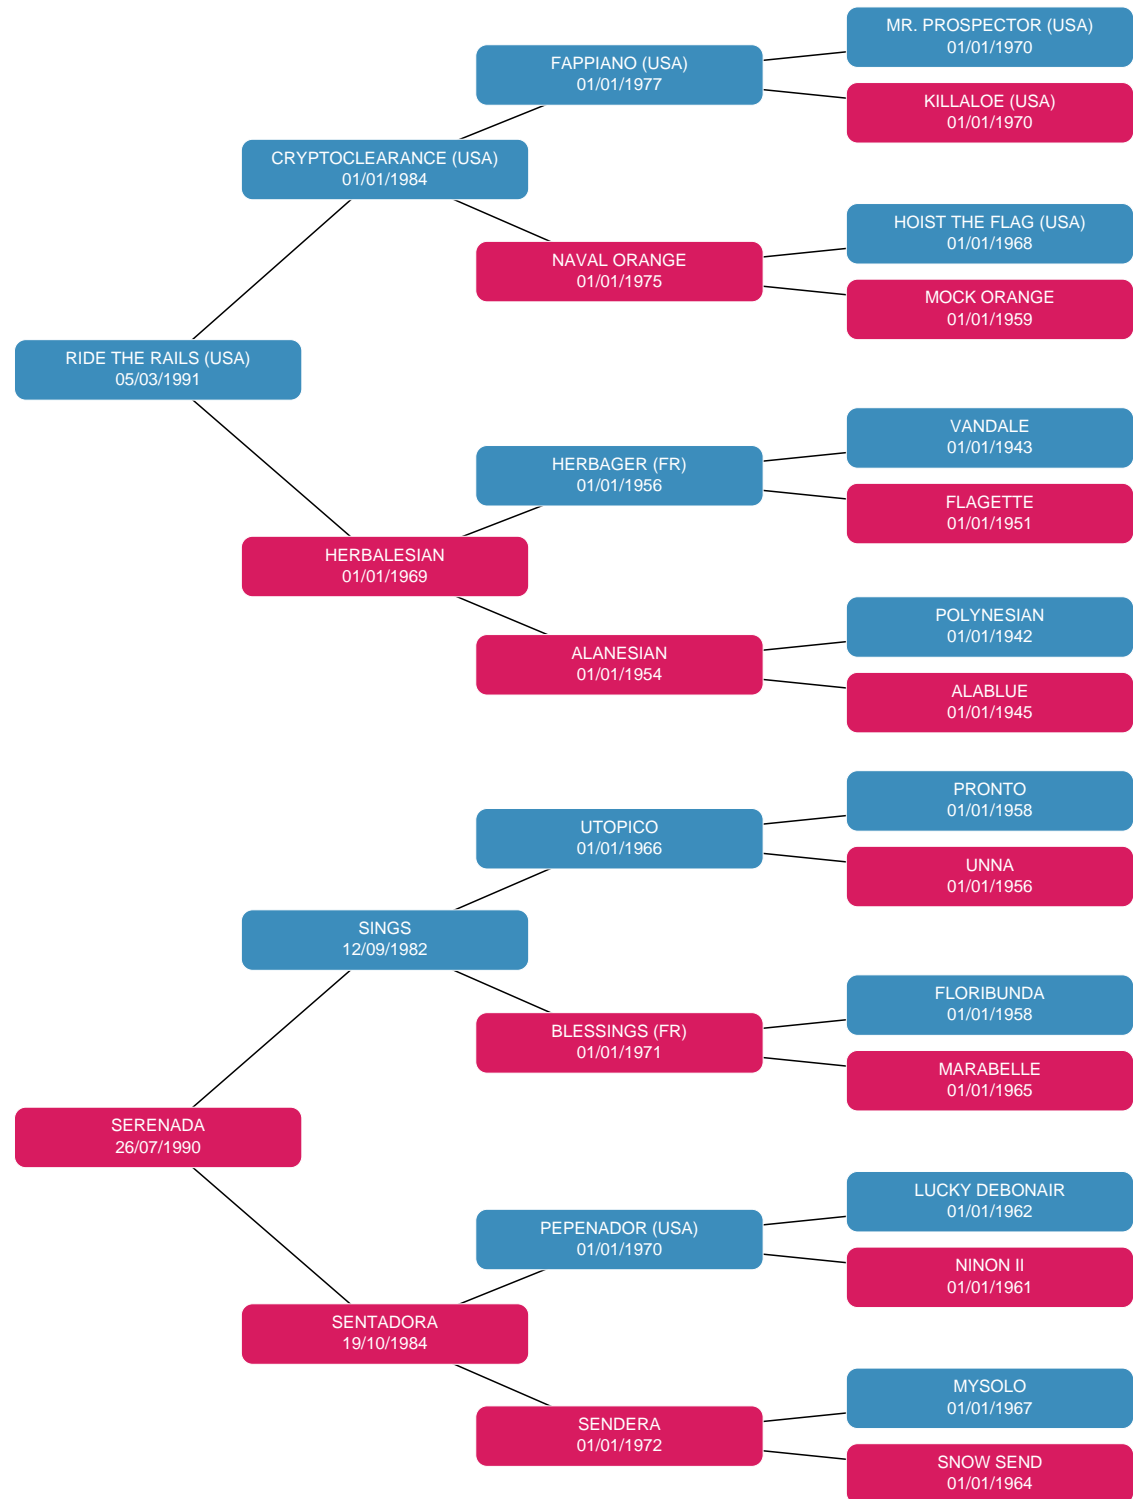 MR. PROSPECTOR (USA)
01/01/1970
FAPPIANO (USA)
01/01/1977
KILLALOE (USA)
01/01/1970
CRYPTOCLEARANCE (USA)
01/01/1984
HOIST THE FLAG (USA)
01/01/1968
NAVAL ORANGE
01/01/1975
MOCK ORANGE
01/01/1959
RIDE THE RAILS (USA)
05/03/1991
VANDALE
01/01/1943
HERBAGER (FR)
01/01/1956
FLAGETTE
01/01/1951
HERBALESIAN
01/01/1969
POLYNESIAN
01/01/1942
ALANESIAN
01/01/1954
ALABLUE
01/01/1945
PRONTO
01/01/1958
UTOPICO
01/01/1966
UNNA
01/01/1956
SINGS
12/09/1982
FLORIBUNDA
01/01/1958
BLESSINGS (FR)
01/01/1971
MARABELLE
01/01/1965
SERENADA
26/07/1990
LUCKY DEBONAIR
01/01/1962
PEPENADOR (USA)
01/01/1970
NINON II
01/01/1961
SENTADORA
19/10/1984
MYSOLO
01/01/1967
SENDERA
01/01/1972
SNOW SEND
01/01/1964